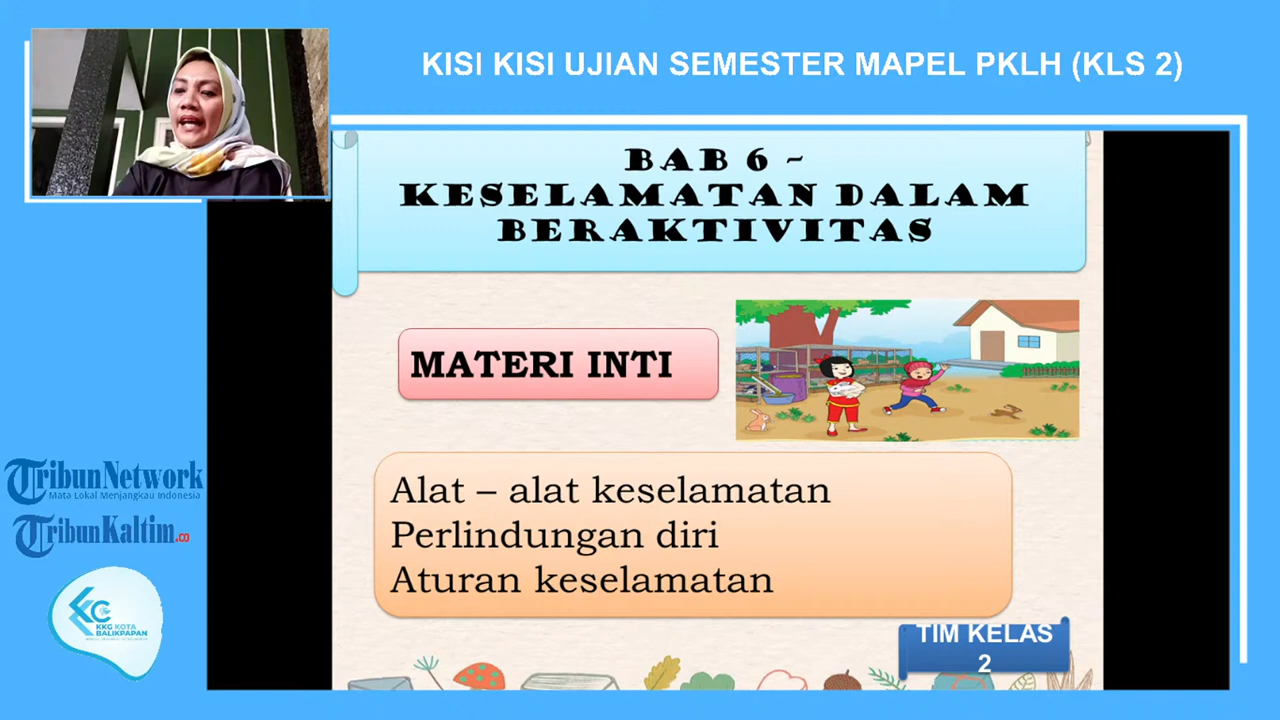 KISI KISI UJIAN SEMESTER MAPEL PKLH (KLS 2)
BAB 6 -
KESELAMATAN DALAM
BERAKTIVITAS
MATERI INTI
Alat – alat keselamatan
Perlindungan diri
Aturan keselamatan
TIM KELAS
2
TribunNetwork
Mata Lokal Menjangkau Indonesia
TribunKaltim.co
KKG KOTA
BALIKPAPAN